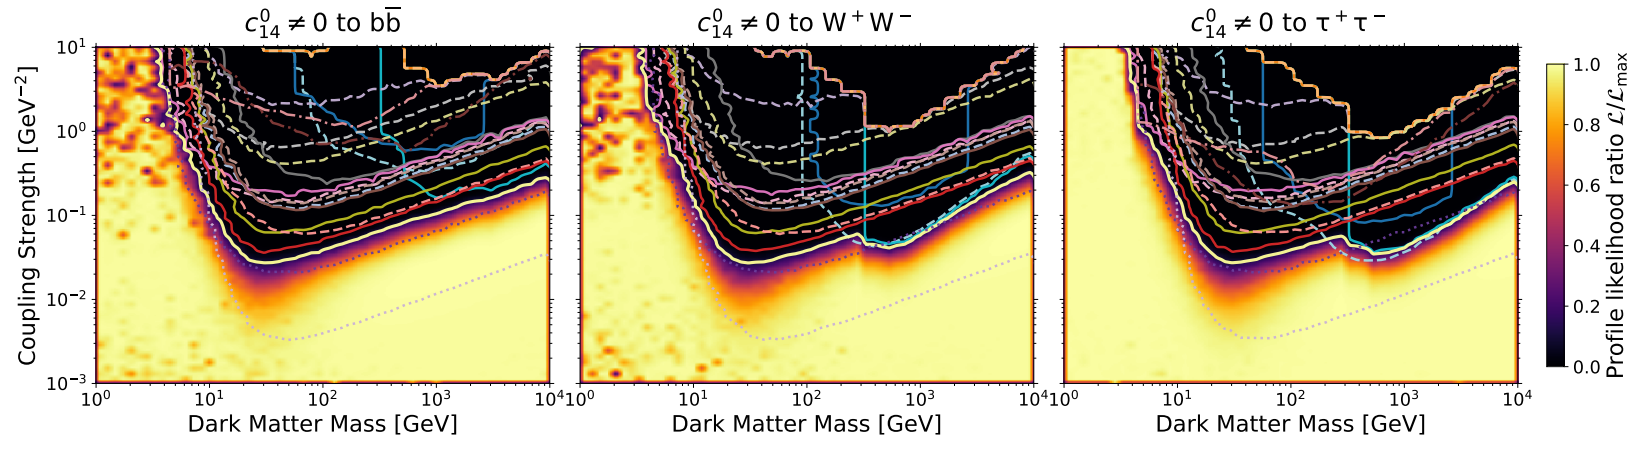 c⁰₁₄ ≠ 0 to bb̅
c⁰₁₄ ≠ 0 to W⁺W⁻
c⁰₁₄ ≠ 0 to τ⁺τ⁻
Coupling Strength [GeV⁻²]
10¹
10⁰
10⁻¹
10⁻²
10⁻³
10⁰ 10¹ 10² 10³ 10⁴
10⁰ 10¹ 10² 10³ 10⁴
10⁰ 10¹ 10² 10³ 10⁴
Dark Matter Mass [GeV]
Dark Matter Mass [GeV]
Dark Matter Mass [GeV]
1.0
0.8
0.6
0.4
0.2
0.0
Profile likelihood ratio ℒ/ℒmax